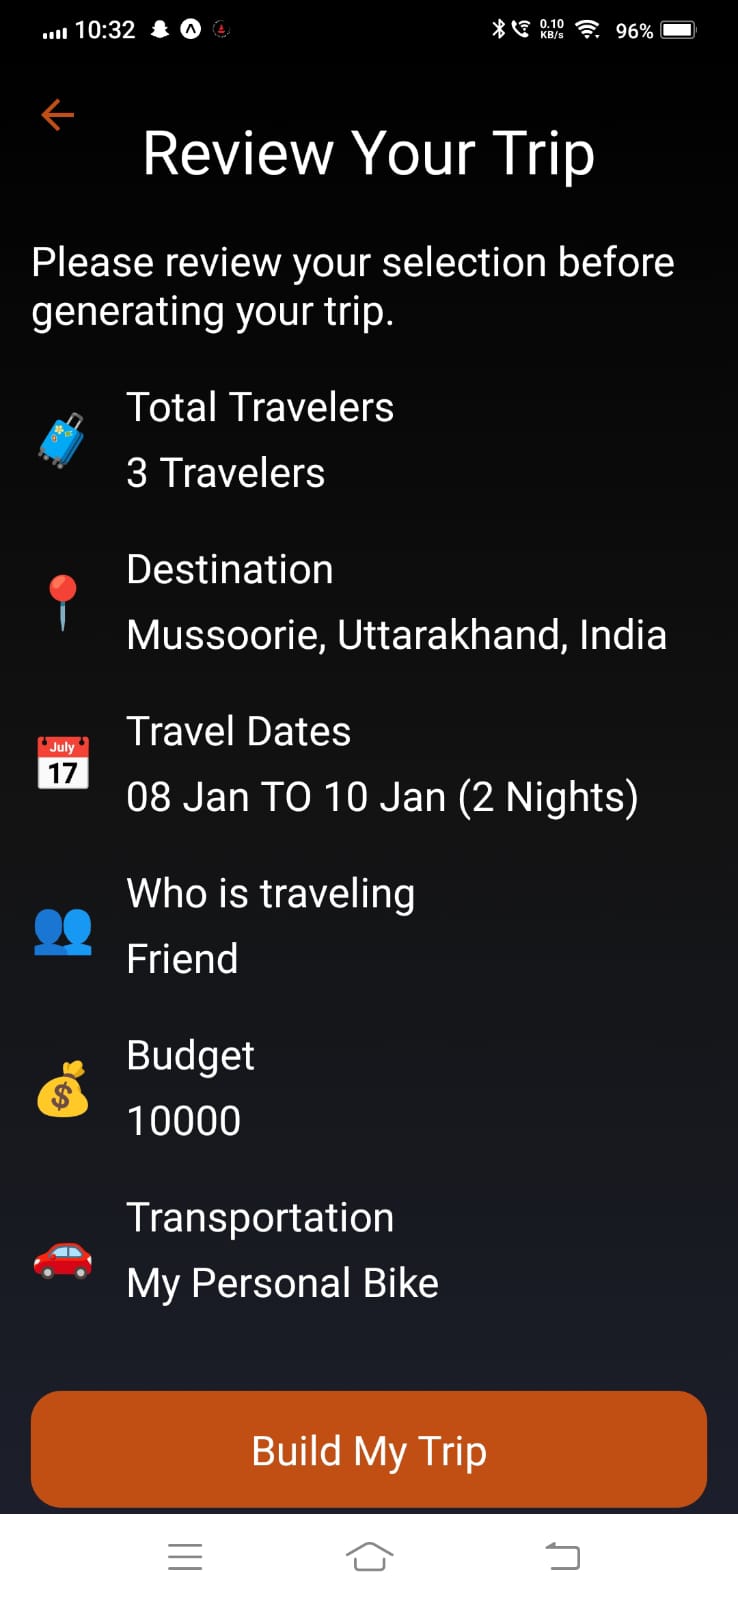 10:32 0.10 KB/s 96%
Review Your Trip
Please review your selection before
generating your trip.
Total Travelers
3 Travelers
Destination
Mussoorie, Uttarakhand, India
July
17
Travel Dates
08 Jan TO 10 Jan (2 Nights)
Who is traveling
Friend
$
Budget
10000
Transportation
My Personal Bike
Build My Trip